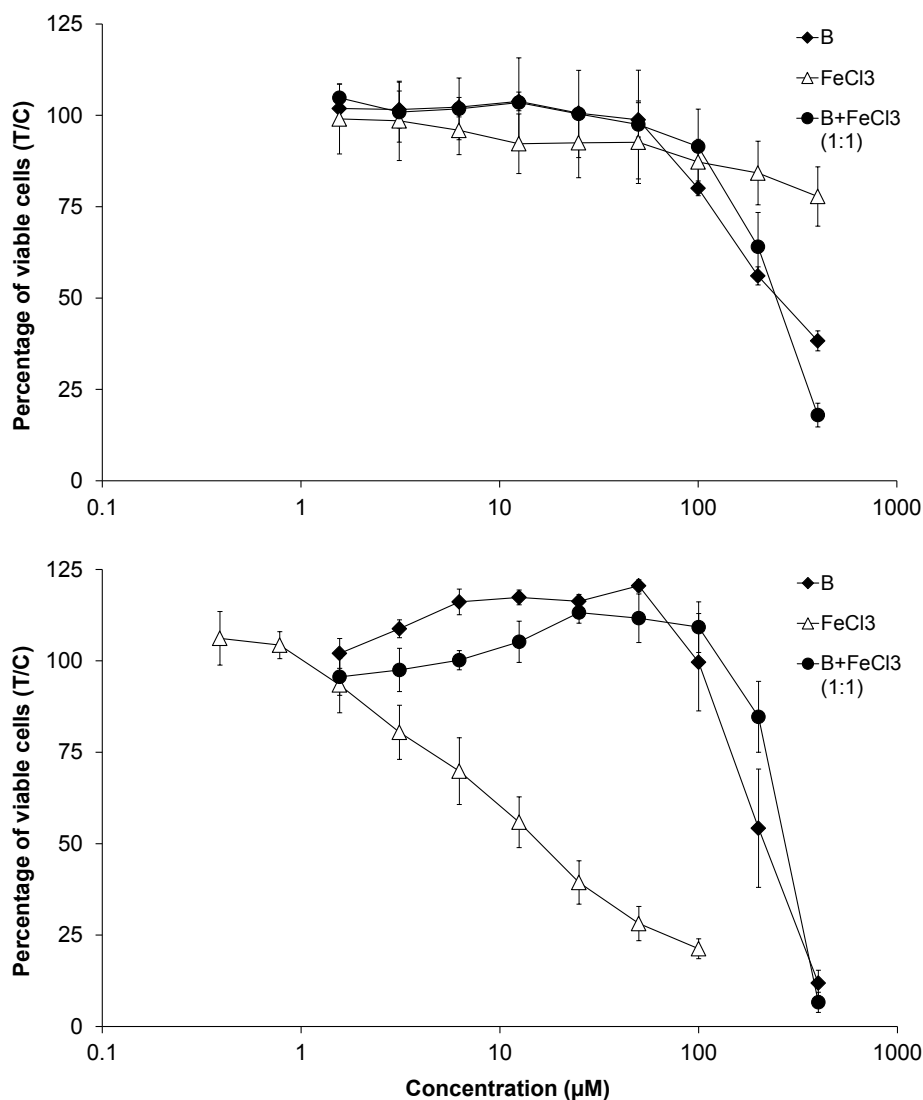 125
100
75
50
25
0
0.1 1 10 100 1000
Percentage of viable cells (T/C)
B
FeCl3
B+FeCl3
(1:1)
125
100
75
50
25
0
0.1 1 10 100 1000
Percentage of viable cells (T/C)
Concentration (µM)
B
FeCl3
B+FeCl3
(1:1)